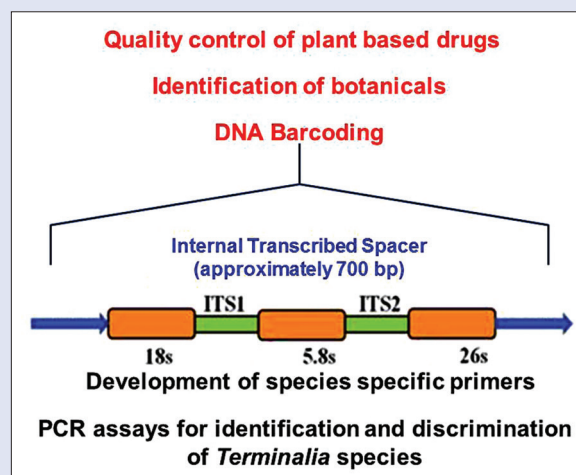 Quality control of plant based drugs
Identification of botanicals
DNA Barcoding
Internal Transcribed Spacer
(approximately 700 bp)
ITS1 ITS2
18s 5.8s 26s
Development of species specific primers
PCR assays for identification and discrimination
of Terminalia species